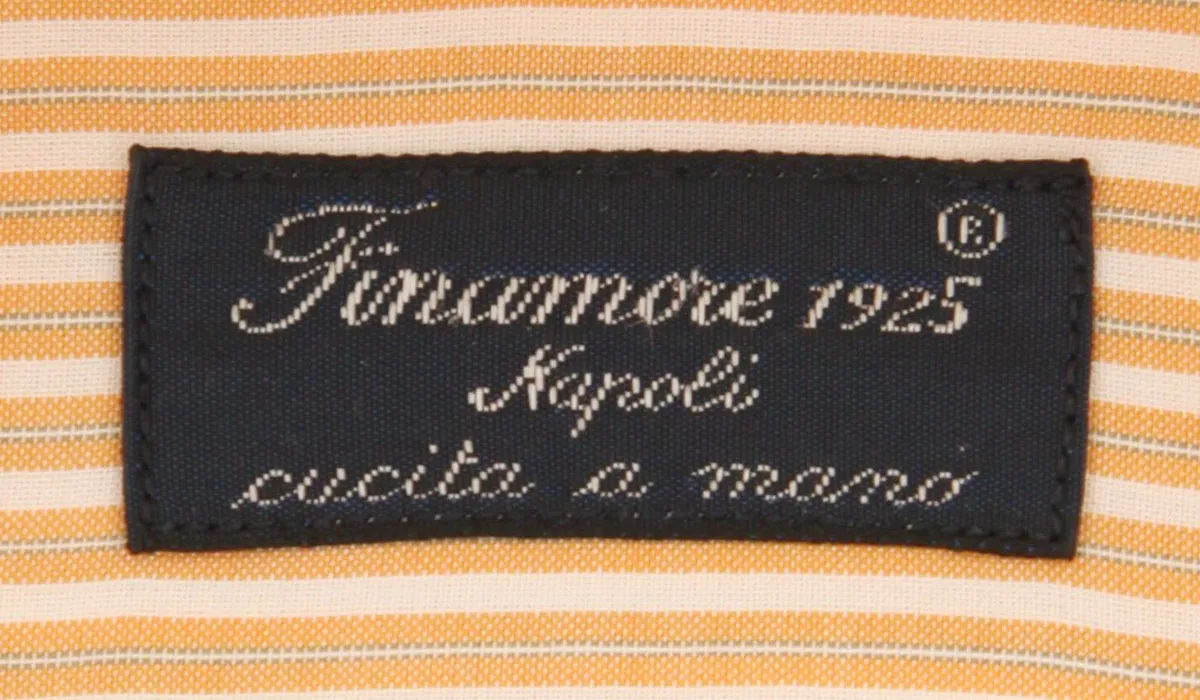 Finamore 1925 ®
Napoli
cucita a mano